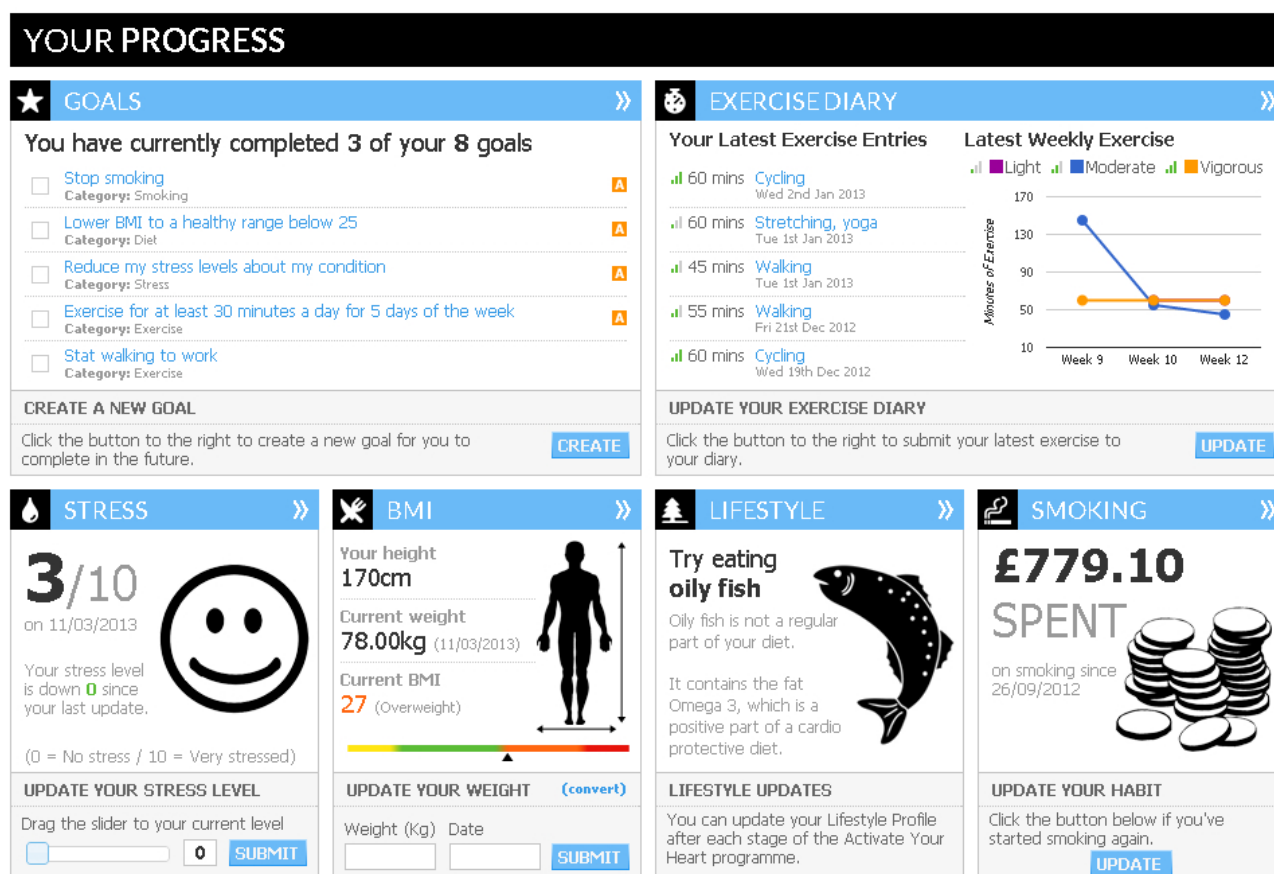 YOUR PROGRESS
GOALS
You have currently completed 3 of your 8 goals
Stop smoking
Category: Smoking
A
Lower BMI to a healthy range below 25
Category: Diet
A
Reduce my stress levels about my condition
Category: Stress
A
Exercise for at least 30 minutes a day for 5 days of the week
Category: Exercise
A
Stat walking to work
Category: Exercise
CREATE A NEW GOAL
Click the button to the right to create a new goal for you to
complete in the future.
CREATE
EXERCISE DIARY
Your Latest Exercise Entries
60 mins Cycling
Wed 2nd Jan 2013
60 mins Stretching, yoga
Tue 1st Jan 2013
45 mins Walking
Tue 1st Jan 2013
55 mins Walking
Fri 21st Dec 2012
60 mins Cycling
Wed 19th Dec 2012
Latest Weekly Exercise
Light Moderate Vigorous
Minutes of Exercise
170
130
90
50
10
Week 9 Week 10 Week 12
UPDATE YOUR EXERCISE DIARY
Click the button to the right to submit your latest exercise to
your diary.
UPDATE
STRESS
3/10
on 11/03/2013
Your stress level
is down 0 since
your last update.
(0 = No stress / 10 = Very stressed)
UPDATE YOUR STRESS LEVEL
Drag the slider to your current level
0 SUBMIT
BMI
Your height
170cm
Current weight
78.00kg (11/03/2013)
Current BMI
27 (Overweight)
UPDATE YOUR WEIGHT (convert)
Weight (Kg) Date
SUBMIT
LIFESTYLE
Try eating
oily fish
Oily fish is not a regular
part of your diet.
It contains the fat
Omega 3, which is a
positive part of a cardio
protective diet.
LIFESTYLE UPDATES
You can update your Lifestyle Profile
after each stage of the Activate Your
Heart programme.
SMOKING
£779.10
SPENT
on smoking since
26/09/2012
UPDATE YOUR HABIT
Click the button below if you've
started smoking again.
UPDATE